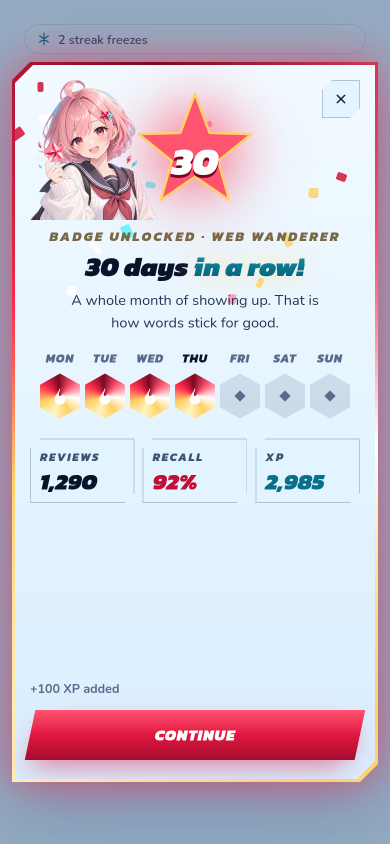 2 streak freezes
×
30
BADGE UNLOCKED · WEB WANDERER
30 days in a row!
A whole month of showing up. That is
how words stick for good.
MON TUE WED THU FRI SAT SUN
REVIEWS RECALL XP
1,290 92% 2,985
+100 XP added
CONTINUE